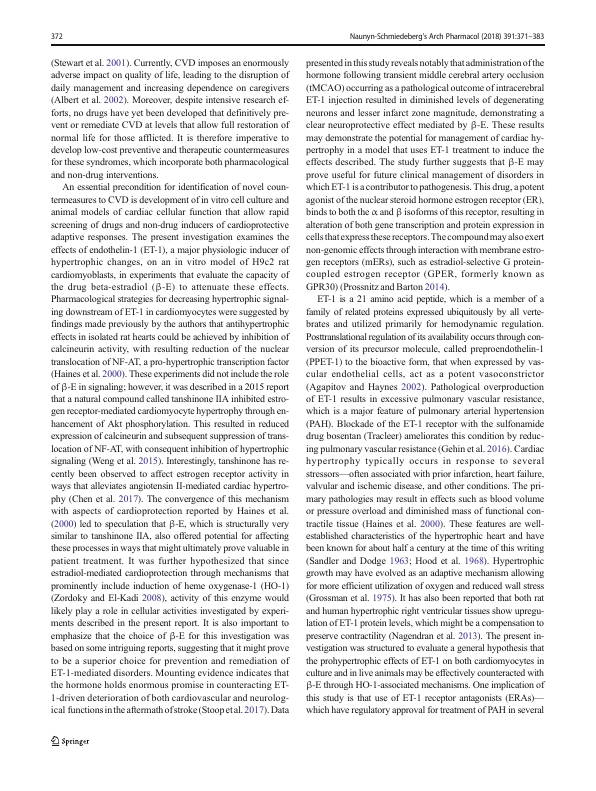 372
Naunyn-Schmiedeberg's Arch Pharmacol (2018) 391:371–383
(Stewart et al. 2001). Currently, CVD imposes an enormously
adverse impact on quality of life, leading to the disruption of
daily management and increasing dependence on caregivers
(Albert et al. 2002). Moreover, despite intensive research ef-
forts, no drugs have yet been developed that definitively pre-
vent or remediate CVD at levels that allow full restoration of
normal life for those afflicted. It is therefore imperative to
develop low-cost preventive and therapeutic countermeasures
for these syndromes, which incorporate both pharmacological
and non-drug interventions.
An essential precondition for identification of novel coun-
termeasures to CVD is development of in vitro cell culture and
animal models of cardiac cellular function that allow rapid
screening of drugs and non-drug inducers of cardioprotective
adaptive responses. The present investigation examines the
effects of endothelin-1 (ET-1), a major physiologic inducer of
hypertrophic changes, on an in vitro model of H9c2 rat
cardiomyoblasts, in experiments that evaluate the capacity of
the drug beta-estradiol (β-E) to attenuate these effects.
Pharmacological strategies for decreasing hypertrophic signal-
ing downstream of ET-1 in cardiomyocytes were suggested by
findings made previously by the authors that antihypertrophic
effects in isolated rat hearts could be achieved by inhibition of
calcineurin activity, with resulting reduction of the nuclear
translocation of NF-AT, a pro-hypertrophic transcription factor
(Haines et al. 2000). These experiments did not include the role
of β-E in signaling; however, it was described in a 2015 report
that a natural compound called tanshinone IIA inhibited estro-
gen receptor-mediated cardiomyocyte hypertrophy through en-
hancement of Akt phosphorylation. This resulted in reduced
expression of calcineurin and subsequent suppression of trans-
location of NF-AT, with consequent inhibition of hypertrophic
signaling (Weng et al. 2015). Interestingly, tanshinone has re-
cently been observed to affect estrogen receptor activity in
ways that alleviates angiotensin II-mediated cardiac hypertro-
phy (Chen et al. 2017). The convergence of this mechanism
with aspects of cardioprotection reported by Haines et al.
(2000) led to speculation that β-E, which is structurally very
similar to tanshinone IIA, also offered potential for affecting
these processes in ways that might ultimately prove valuable in
patient treatment. It was further hypothesized that since
estradiol-mediated cardioprotection through mechanisms that
prominently include induction of heme oxygenase-1 (HO-1)
(Zordoky and El-Kadi 2008), activity of this enzyme would
likely play a role in cellular activities investigated by experi-
ments described in the present report. It is also important to
emphasize that the choice of β-E for this investigation was
based on some intriguing reports, suggesting that it might prove
to be a superior choice for prevention and remediation of
ET-1-mediated disorders. Mounting evidence indicates that
the hormone holds enormous promise in counteracting ET-
1-driven deterioration of both cardiovascular and neurolog-
ical functions in the aftermath of stroke (Stoop et al. 2017). Data
presented in this study reveals notably that administration of the
hormone following transient middle cerebral artery occlusion
(tMCAO) occurring as a pathological outcome of intracerebral
ET-1 injection resulted in diminished levels of degenerating
neurons and lesser infarct zone magnitude, demonstrating a
clear neuroprotective effect mediated by β-E. These results
may demonstrate the potential for management of cardiac hy-
pertrophy in a model that uses ET-1 treatment to induce the
effects described. The study further suggests that β-E may
prove useful for future clinical management of disorders in
which ET-1 is a contributor to pathogenesis. This drug, a potent
agonist of the nuclear steroid hormone estrogen receptor (ER),
binds to both the α and β isoforms of this receptor, resulting in
alteration of both gene transcription and protein expression in
cells that express these receptors. The compound may also exert
non-genomic effects through interaction with membrane estro-
gen receptors (mERs), such as estradiol-selective G protein-
coupled estrogen receptor (GPER, formerly known as
GPR30) (Prossnitz and Barton 2014).
ET-1 is a 21 amino acid peptide, which is a member of a
family of related proteins expressed ubiquitously by all verte-
brates and utilized primarily for hemodynamic regulation.
Posttranslational regulation of its availability occurs through con-
version of its precursor molecule, called preproendothelin-1
(PPET-1) to the bioactive form, that when expressed by vas-
cular endothelial cells, act as a potent vasoconstrictor
(Agapitov and Haynes 2002). Pathological overproduction
of ET-1 results in excessive pulmonary vascular resistance,
which is a major feature of pulmonary arterial hypertension
(PAH). Blockade of the ET-1 receptor with the sulfonamide
drug bosentan (Tracleer) ameliorates this condition by reduc-
ing pulmonary vascular resistance (Gehin et al. 2016). Cardiac
hypertrophy typically occurs in response to several
stressors—often associated with prior infarction, heart failure,
valvular and ischemic disease, and other conditions. The pri-
mary pathologies may result in effects such as blood volume
or pressure overload and diminished mass of functional con-
tractile tissue (Haines et al. 2000). These features are well-
established characteristics of the hypertrophic heart and have
been known for about half a century at the time of this writing
(Sandler and Dodge 1963; Hood et al. 1968). Hypertrophic
growth may have evolved as an adaptive mechanism allowing
for more efficient utilization of oxygen and reduced wall stress
(Grossman et al. 1975). It has also been reported that both rat
and human hypertrophic right ventricular tissues show upregu-
lation of ET-1 protein levels, which might be a compensation to
preserve contractility (Nagendran et al. 2013). The present in-
vestigation was structured to evaluate a general hypothesis that
the prohypertrophic effects of ET-1 on both cardiomyocytes in
culture and in live animals may be effectively counteracted with
β-E through HO-1-associated mechanisms. One implication of
this study is that use of ET-1 receptor antagonists (ERAs)—
which have regulatory approval for treatment of PAH in several
Springer